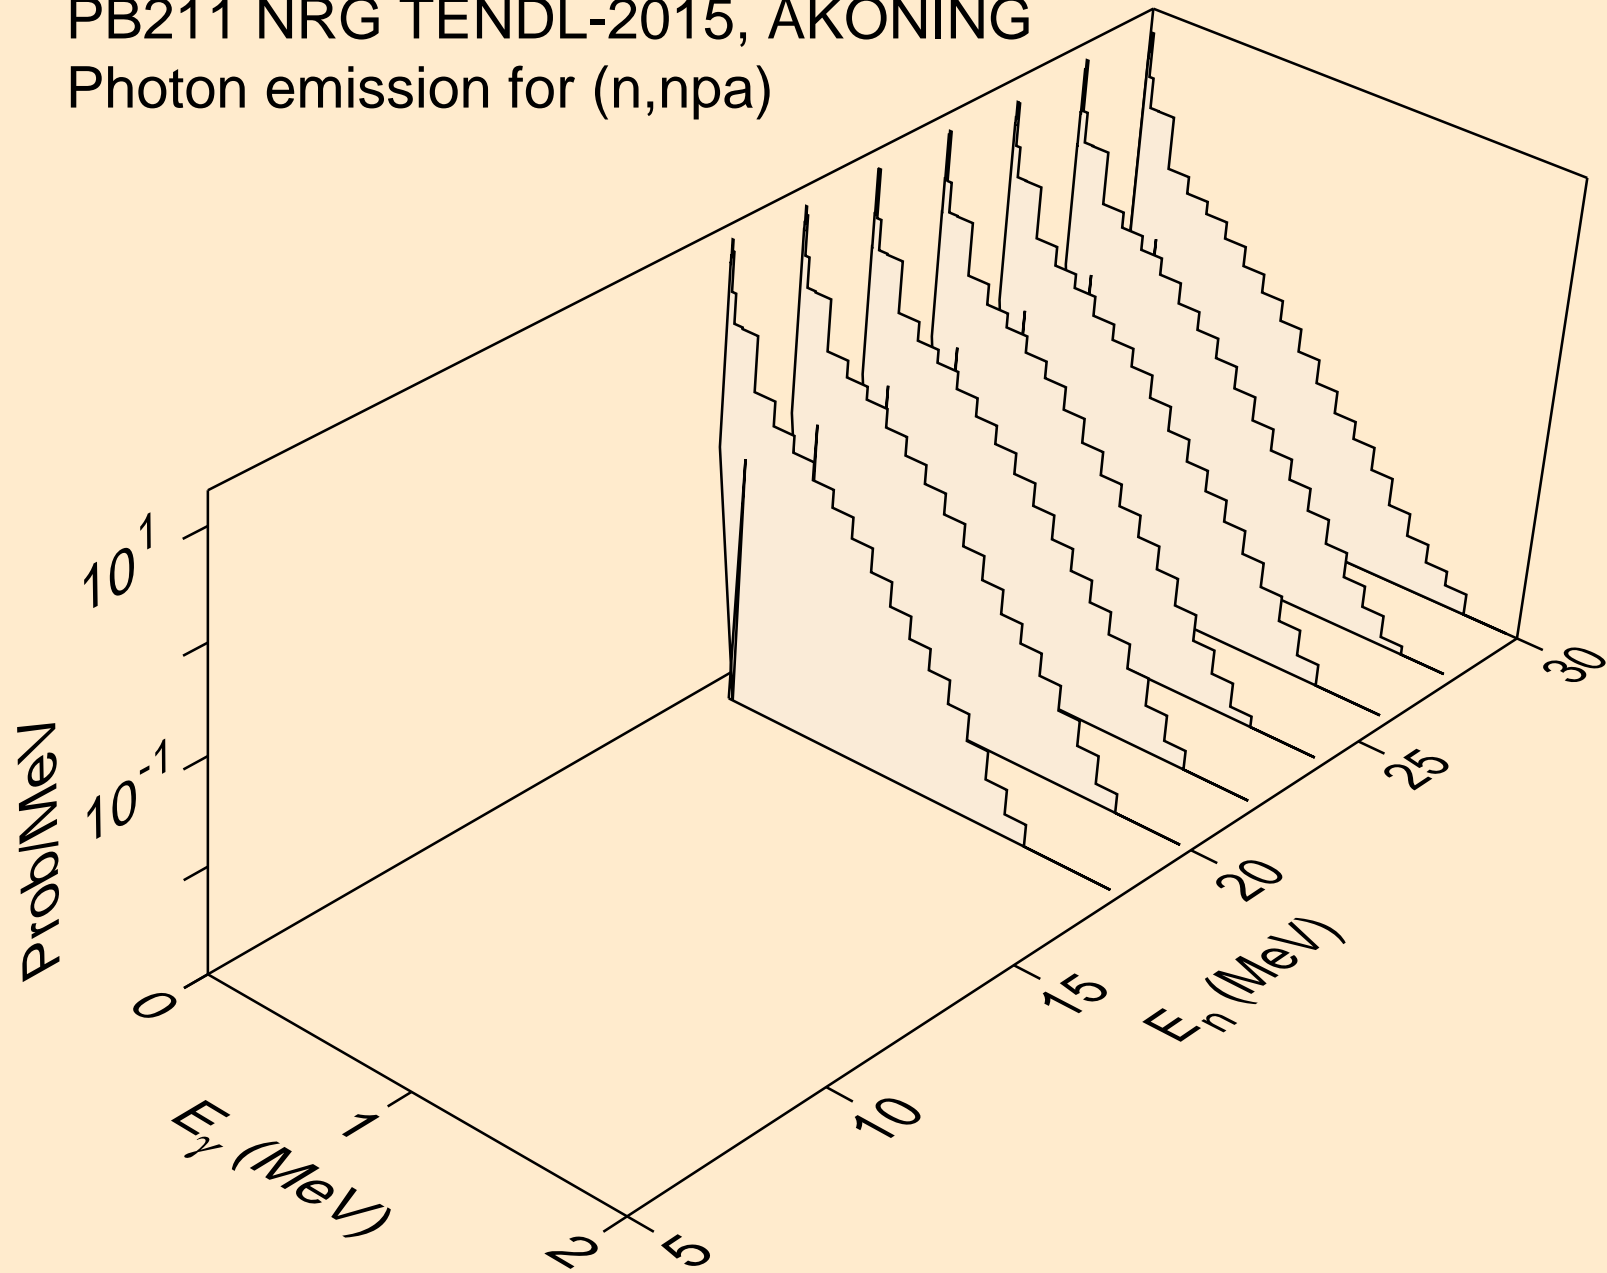 PB211 NRG TENDL-2015, AKONING
Photon emission for (n,npa)
10^1
10^-1
Prob/MeV
0
1
2
E_γ (MeV)
5
10
15
20
25
30
E_n (MeV)